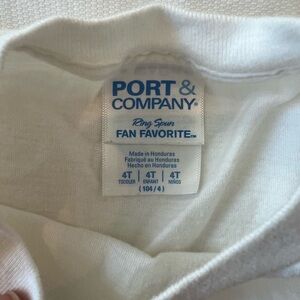 PORT &
COMPANY®
Ring Spun
FAN FAVORITE™
Made in Honduras
Fabriqué au Honduras
Hecho en Honduras
4T | 4T | 4T
TODDLER | ENFANT | NIÑOS
(104/4)